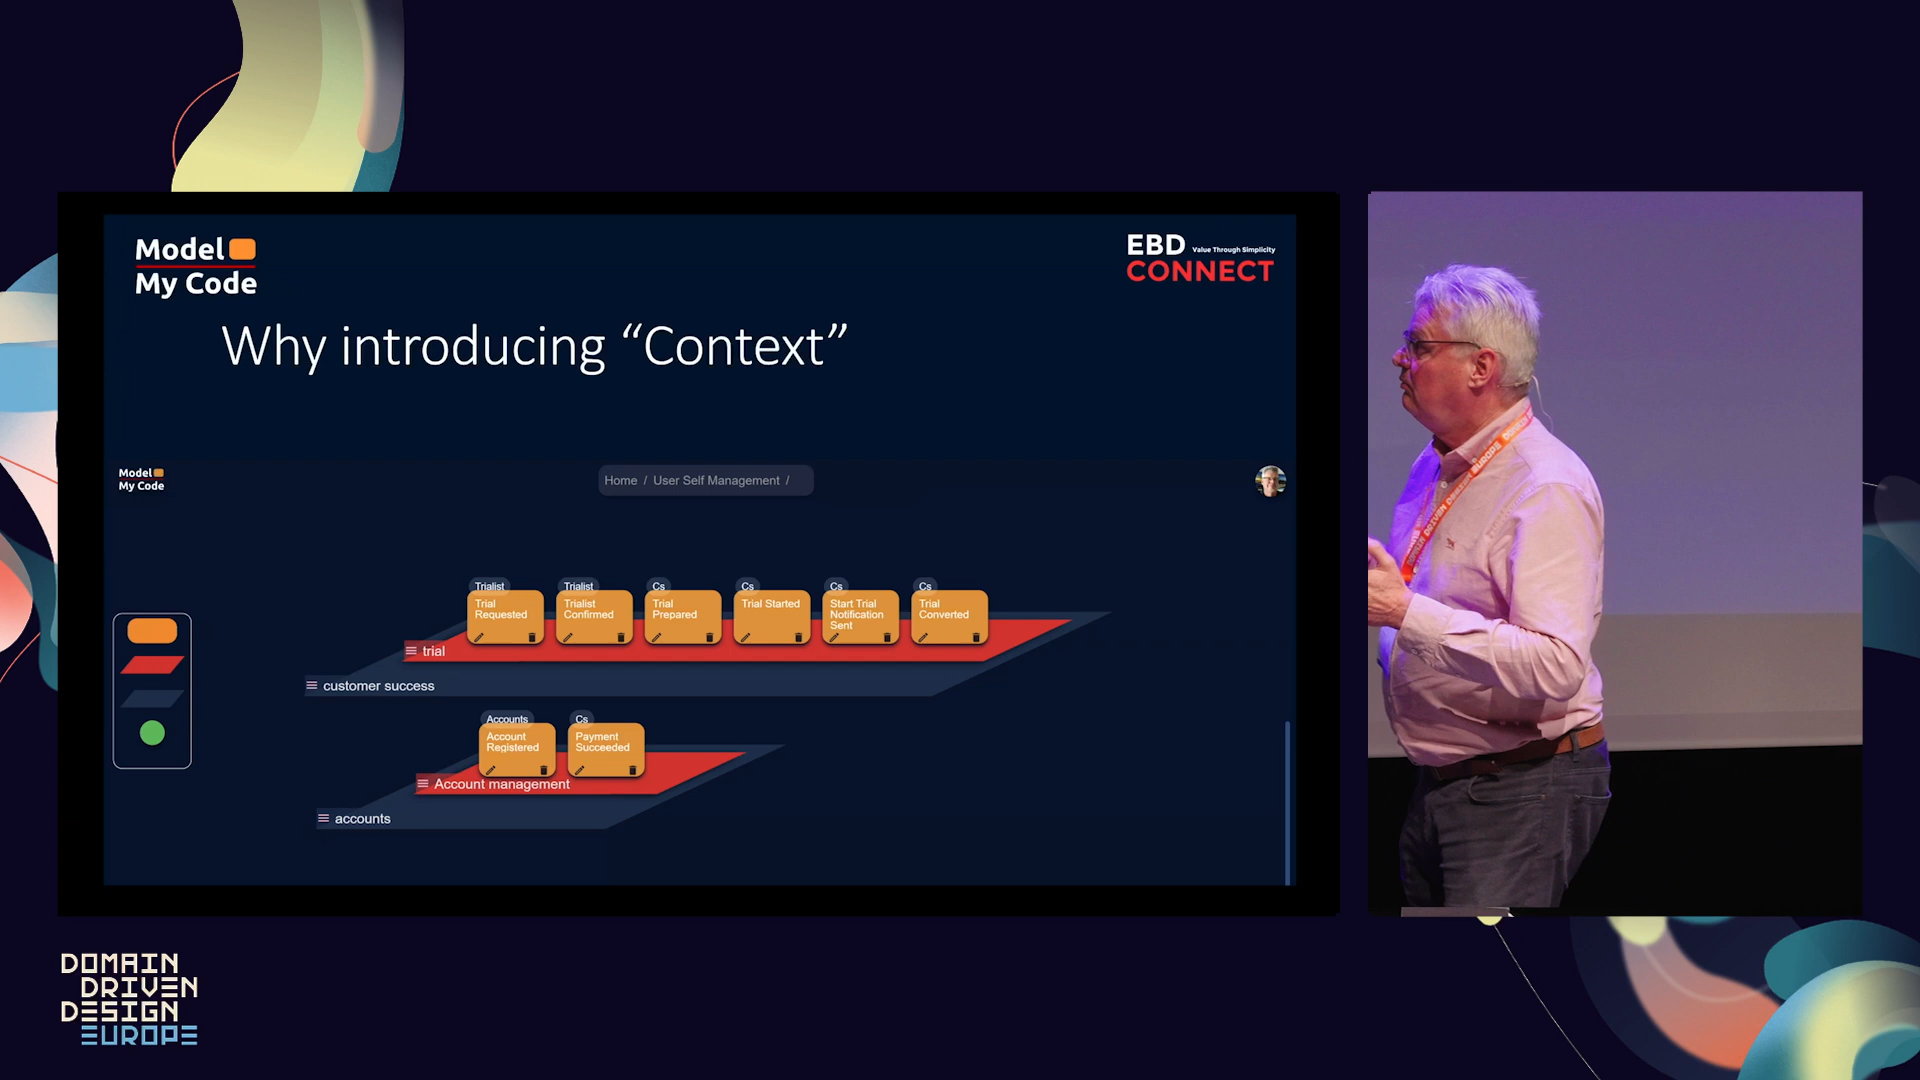 Model
My Code
EBD Value Through Simplicity
CONNECT
Why introducing “Context”
Model
My Code
Home / User Self Management /
Trialist
Trial
Requested
Trialist
Trialist
Confirmed
Cs
Trial
Prepared
Cs
Trial Started
Cs
Start Trial
Notification
Sent
Cs
Trial
Converted
trial
customer success
Accounts
Account
Registered
Cs
Payment
Succeeded
Account management
accounts
DOMAIN
DRIVEN
DESIGN
EUROPE